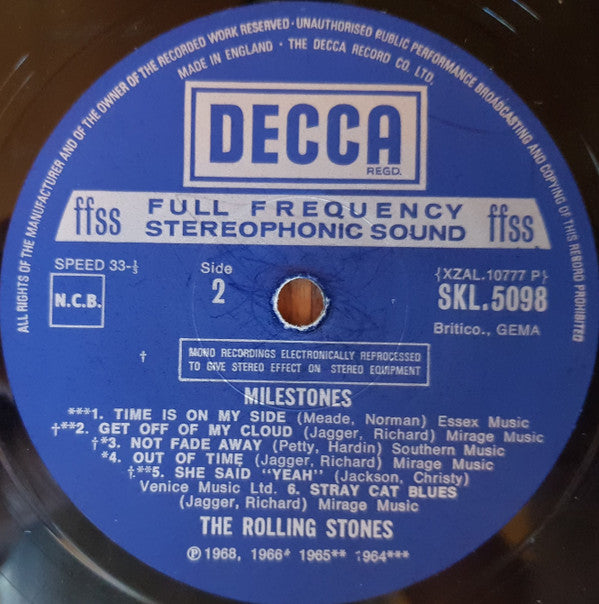 ALL RIGHTS OF THE MANUFACTURER AND OF THE OWNER OF THE RECORDED WORK RESERVED · UNAUTHORISED PUBLIC PERFORMANCE BROADCASTING AND COPYING OF THIS RECORD PROHIBITED
MADE IN ENGLAND · THE DECCA RECORD CO. LTD.
DECCA
REGD.
ffss FULL FREQUENCY ffss
STEREOPHONIC SOUND
SPEED 33-⅓
Side
2
{XZAL.10777 P}
SKL.5098
N.C.B.
Britico., GEMA
† MONO RECORDINGS ELECTRONICALLY REPROCESSED
TO GIVE STEREO EFFECT ON STEREO EQUIPMENT
MILESTONES
***1. TIME IS ON MY SIDE (Meade, Norman) Essex Music
†**2. GET OFF OF MY CLOUD (Jagger, Richard) Mirage Music
†*3. NOT FADE AWAY (Petty, Hardin) Southern Music
*4. OUT OF TIME (Jagger, Richard) Mirage Music
†**5. SHE SAID "YEAH" (Jackson, Christy)
Venice Music Ltd. 6. STRAY CAT BLUES
(Jagger, Richard) Mirage Music
THE ROLLING STONES
℗ 1968, 1966* 1965** 1964***